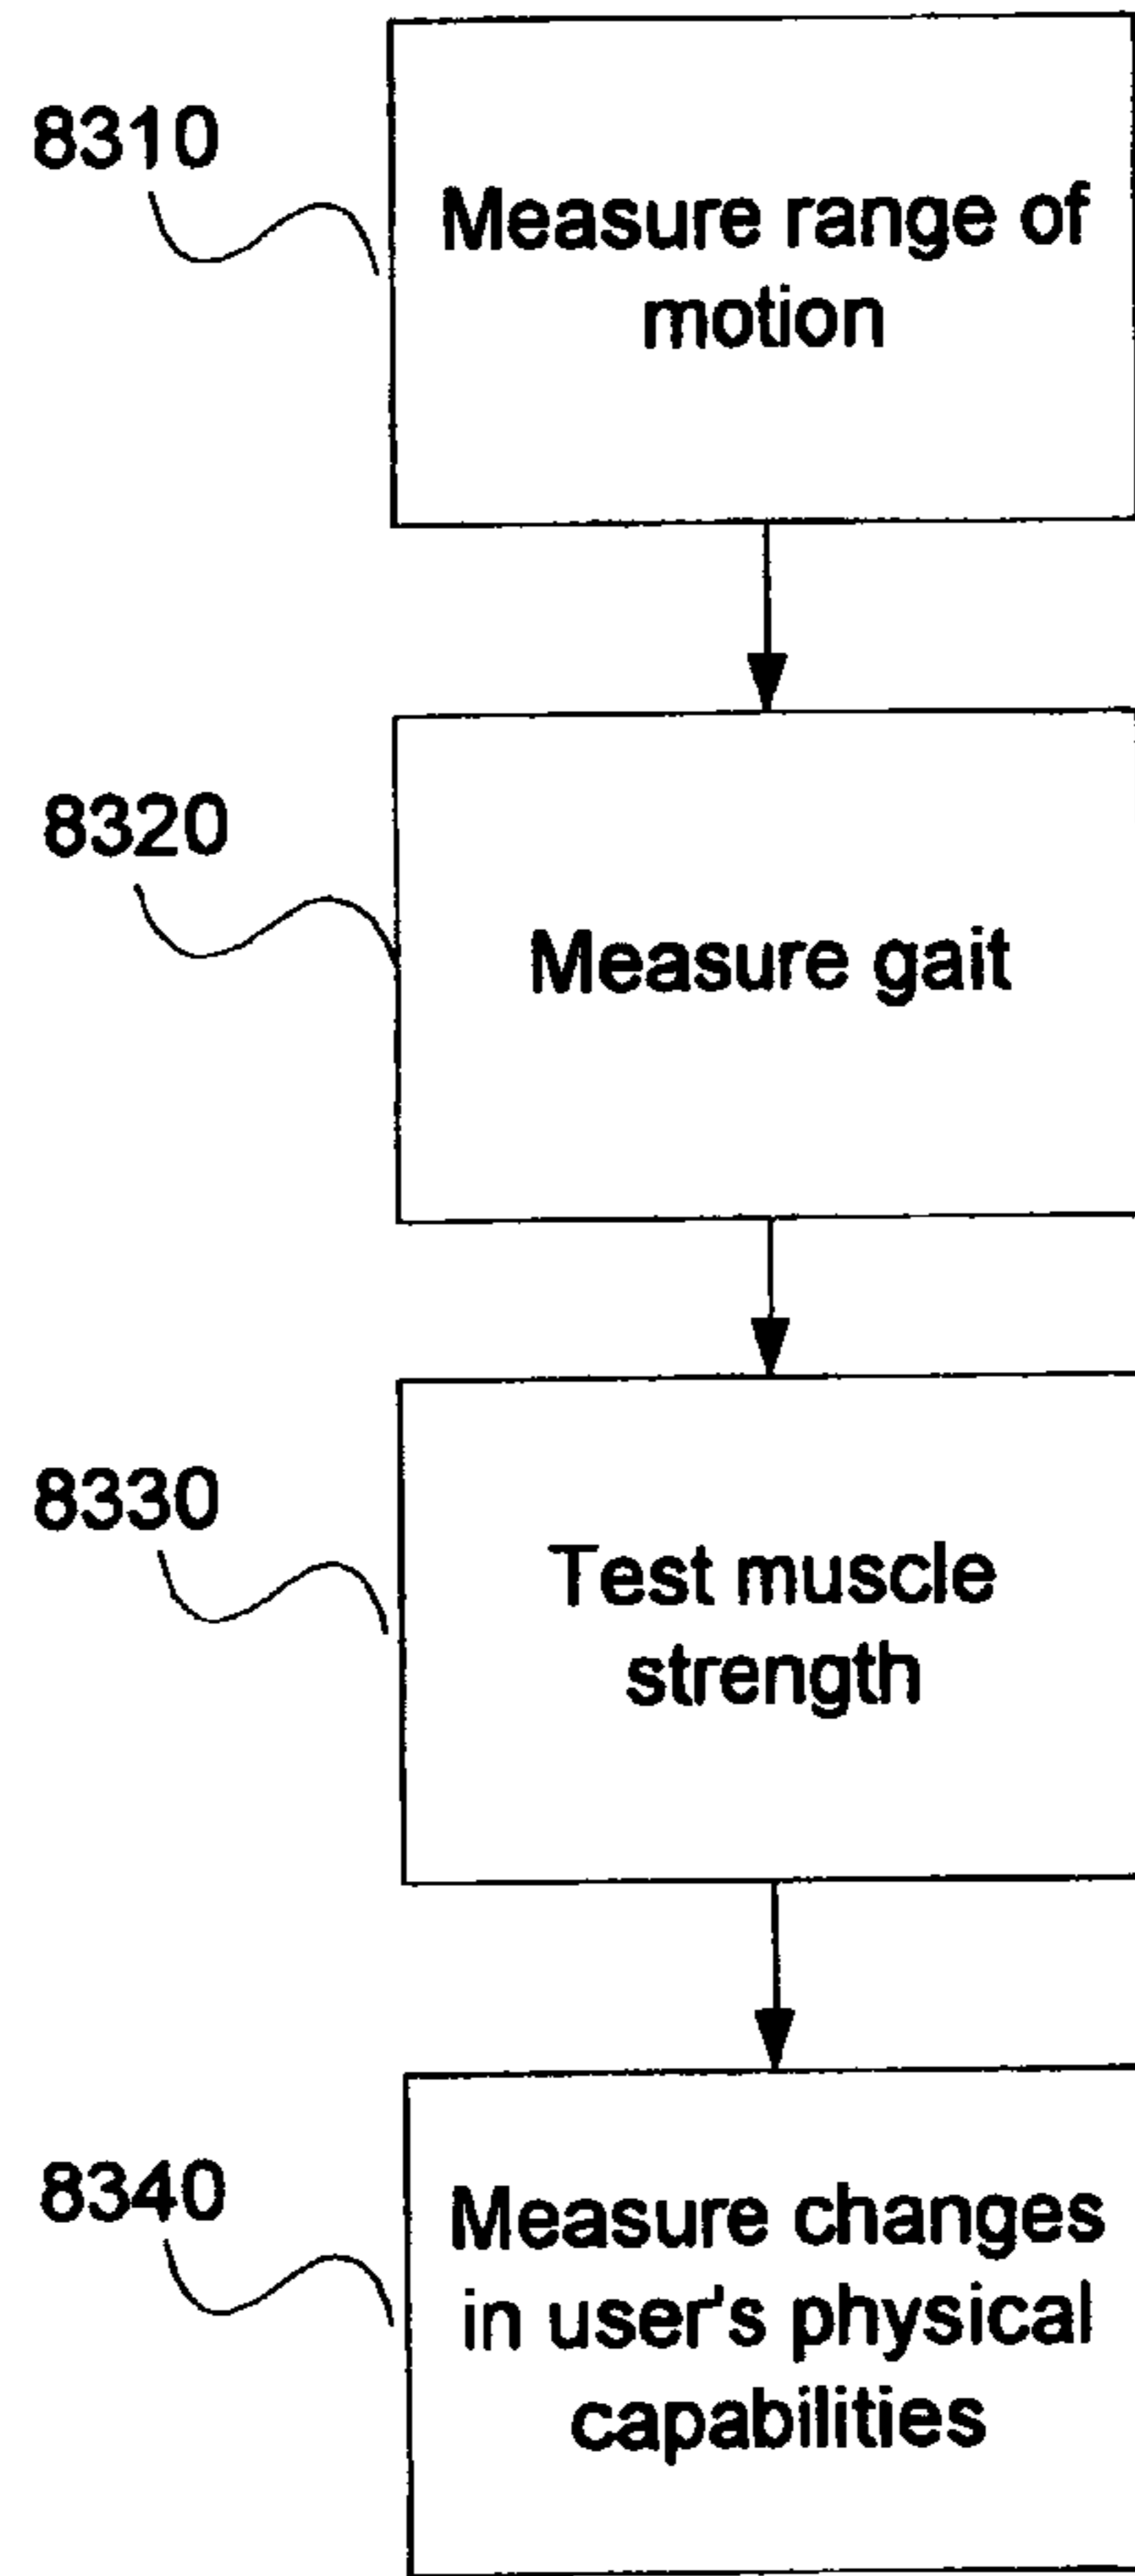 8310
Measure range of
motion
8320
Measure gait
8330
Test muscle
strength
8340
Measure changes
in user's physical
capabilities